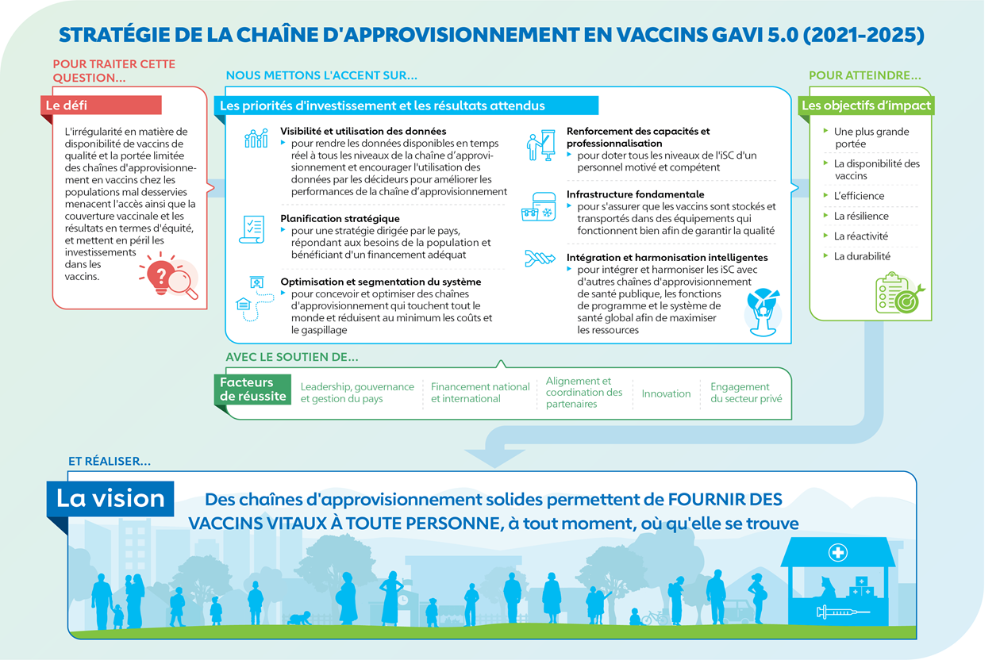 STRATÉGIE DE LA CHAÎNE D'APPROVISIONNEMENT EN VACCINS GAVI 5.0 (2021-2025)
POUR TRAITER CETTE
QUESTION...
Le défi
L'irrégularité en matière de
disponibilité de vaccins de
qualité et la portée limitée
des chaînes d'approvisionne-
ment en vaccins chez les
populations mal desservies
menacent l'accès ainsi que la
couverture vaccinale et les
résultats en termes d'équité,
et mettent en péril les
investissements
dans les
vaccins.
?
NOUS METTONS L'ACCENT SUR...
Les priorités d'investissement et les résultats attendus
Visibilité et utilisation des données
pour rendre les données disponibles en temps
réel à tous les niveaux de la chaîne d’approvi-
sionnement et encourager l'utilisation des
données par les décideurs pour améliorer les
performances de la chaîne d’approvisionnement
Planification stratégique
pour une stratégie dirigée par le pays,
répondant aux besoins de la population et
bénéficiant d'un financement adéquat
Optimisation et segmentation du système
pour concevoir et optimiser des chaînes
d'approvisionnement qui touchent tout le
monde et réduisent au minimum les coûts et
le gaspillage
Renforcement des capacités et
professionnalisation
pour doter tous les niveaux de l'iSC d'un
personnel motivé et compétent
Infrastructure fondamentale
pour s'assurer que les vaccins sont stockés et
transportés dans des équipements qui
fonctionnent bien afin de garantir la qualité
Intégration et harmonisation intelligentes
pour intégrer et harmoniser les iSC avec
d'autres chaînes d'approvisionnement
de santé publique, les fonctions
de programme et le système de
santé global afin de maximiser
les ressources
POUR ATTEINDRE...
Les objectifs d’impact
Une plus grande
portée
La disponibilité des
vaccins
L’efficience
La résilience
La réactivité
La durabilité
AVEC LE SOUTIEN DE...
Facteurs
de réussite
Leadership, gouvernance
et gestion du pays
Financement national
et international
Alignement et
coordination des
partenaires
Innovation
Engagement
du secteur privé
ET RÉALISER...
La vision
Des chaînes d'approvisionnement solides permettent de FOURNIR DES
VACCINS VITAUX À TOUTE PERSONNE, à tout moment, où qu'elle se trouve